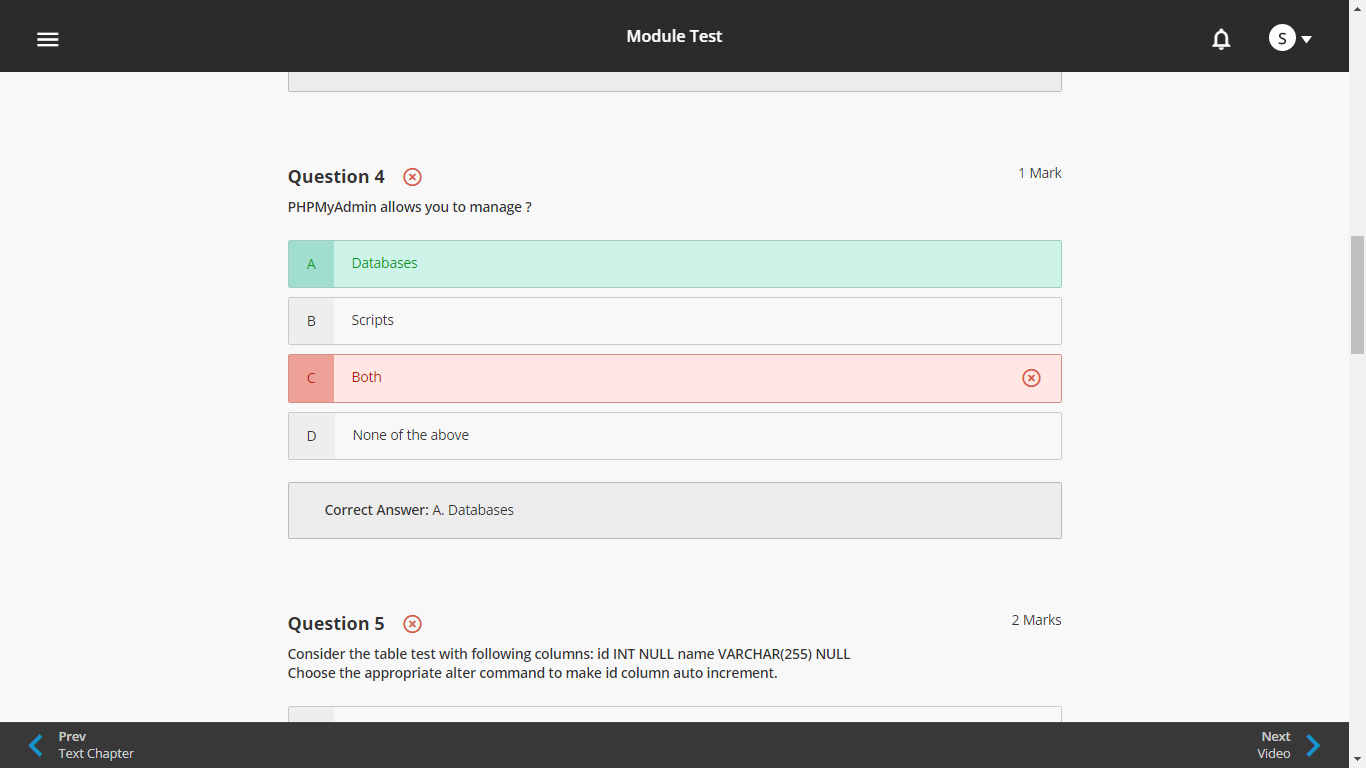 Module Test
S
Question 4
1 Mark
PHPMyAdmin allows you to manage ?
A Databases
B Scripts
C Both
D None of the above
Correct Answer: A. Databases
Question 5
2 Marks
Consider the table test with following columns: id INT NULL name VARCHAR(255) NULL
Choose the appropriate alter command to make id column auto increment.
Prev
Text Chapter
Next
Video